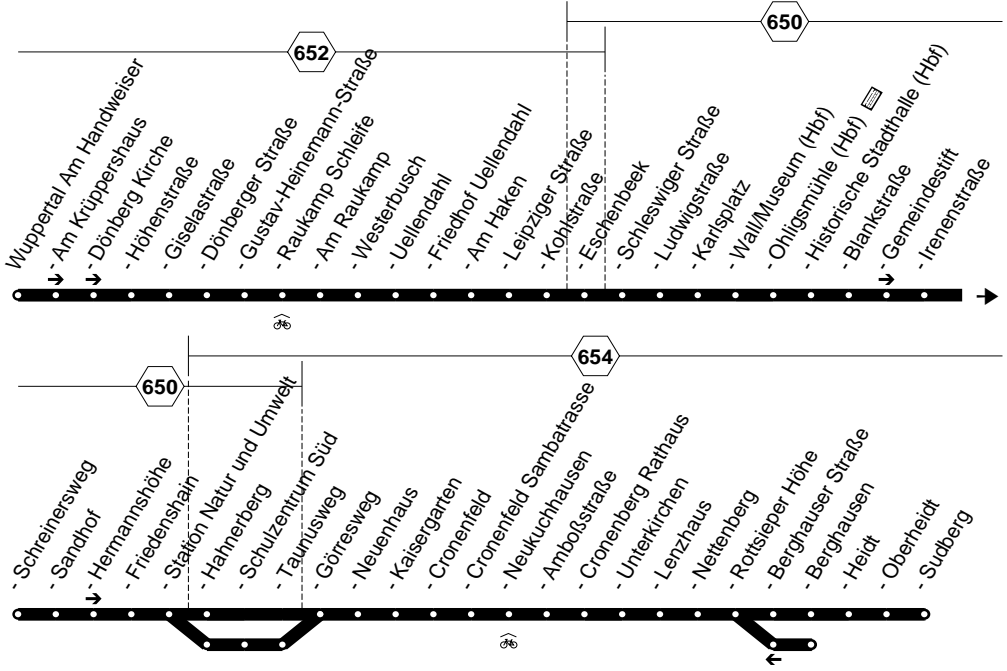 650
652
Wuppertal Am Handweiser
- Am Krüppershaus
- Dönberg Kirche
- Höhenstraße
- Giselastraße
- Dönberger Straße
- Gustav-Heinemann-Straße
- Raukamp Schleife
- Am Raukamp
- Westerbusch
- Uellendahl
- Friedhof Uellendahl
- Am Haken
- Leipziger Straße
- Kohlstraße
- Eschenbeek
- Schleswiger Straße
- Ludwigstraße
- Karlsplatz
- Wall/Museum (Hbf)
- Ohligsmühle (Hbf)
- Historische Stadthalle (Hbf)
- Blankstraße
- Gemeindestift
- Irenenstraße
654
650
- Schreinersweg
- Sandhof
- Hermannshöhe
- Friedenshain
- Station Natur und Umwelt
- Hahnerberg
- Schulzentrum Süd
- Taunusweg
- Görresweg
- Neuenhaus
- Kaisergarten
- Cronenfeld
- Cronenfeld Sambatrasse
- Neukuchhausen
- Amboßstraße
- Cronenberg Rathaus
- Unterkirchen
- Lenzhaus
- Nettenberg
- Rottsieper Höhe
- Berghauser Straße
- Berghausen
- Heidt
- Oberheidt
- Sudberg